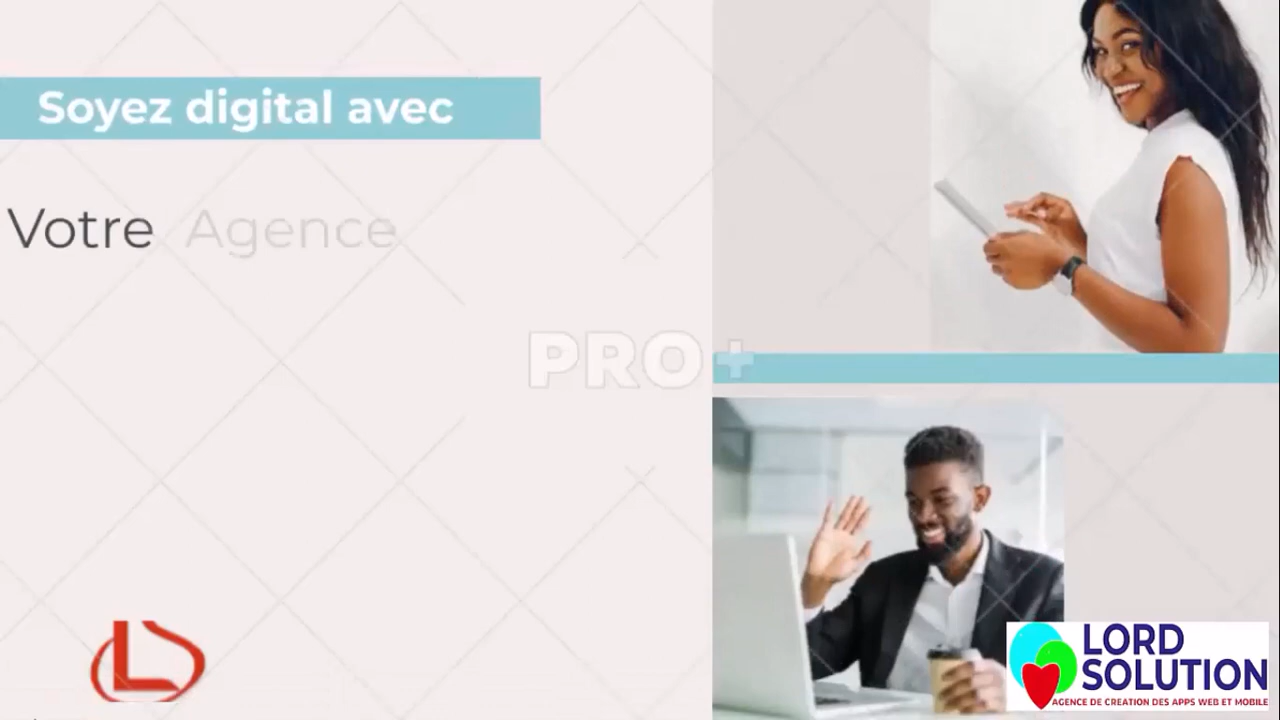 Soyez digital avec
Votre Agence
PRO+
L
LORD
SOLUTION
AGENCE DE CREATION DES APPS WEB ET MOBILE